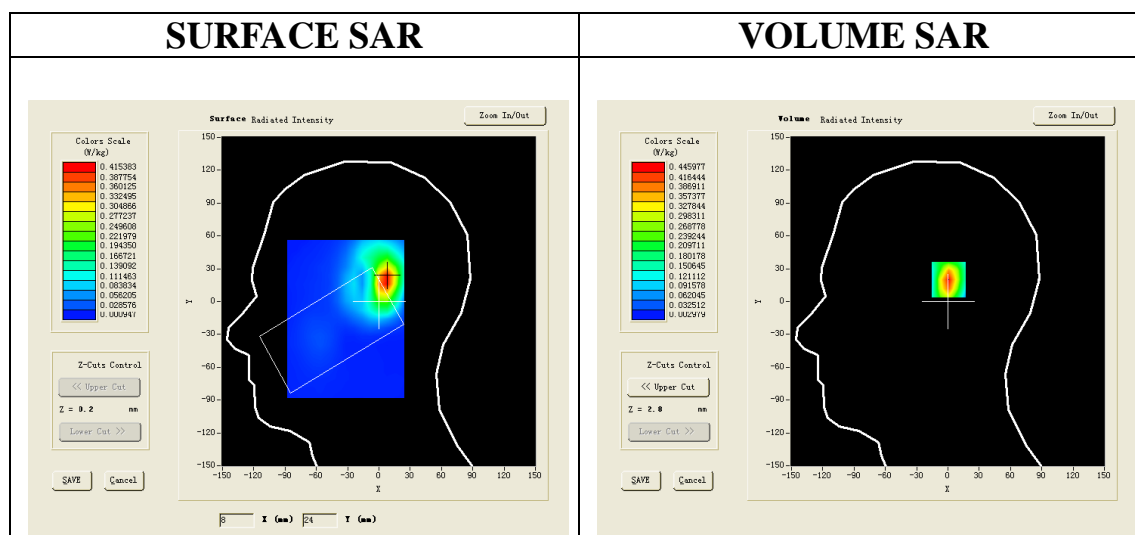 SURFACE SAR
VOLUME SAR
Surface Radiated Intensity
Zoom In/Out
Colors Scale
(W/kg)
0.415383
0.387754
0.360125
0.332495
0.304866
0.277237
0.249608
0.221979
0.194350
0.166721
0.139092
0.111463
0.083834
0.056205
0.028576
0.000947
150
120
90
60
30
0
-30
-60
-90
-120
-150
Y
-150 -120 -90 -60 -30 0 30 60 90 120 150
X
Z-Cuts Control
<< Upper Cut
Z = 0.2 mm
Lower Cut >>
SAVE Cancel
8 X (mm) 24 Y (mm)
Volume Radiated Intensity
Zoom In/Out
Colors Scale
(W/kg)
0.445977
0.416444
0.386911
0.357377
0.327844
0.298311
0.268778
0.239244
0.209711
0.180178
0.150645
0.121112
0.091578
0.062045
0.032512
0.002979
150
120
90
60
30
0
-30
-60
-90
-120
-150
Y
-150 -120 -90 -60 -30 0 30 60 90 120 150
X
Z-Cuts Control
<< Upper Cut
Z = 2.8 mm
Lower Cut >>
SAVE Cancel